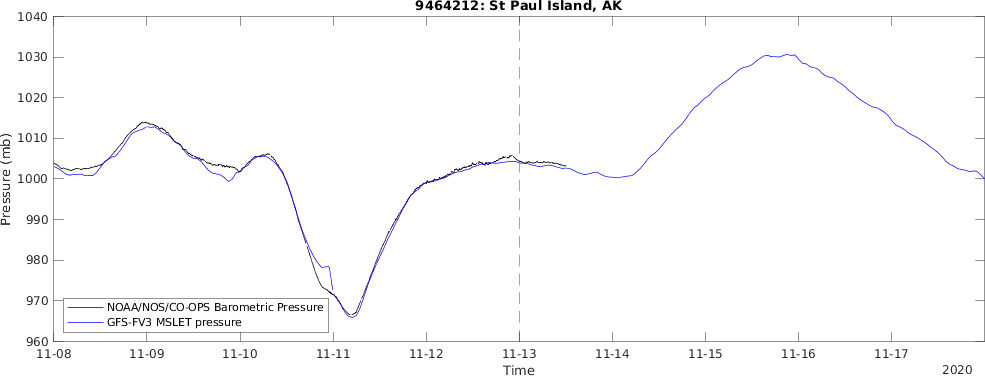 9464212: St Paul Island, AK
Pressure (mb)
1040
1030
1020
1010
1000
990
980
970
960
NOAA/NOS/CO-OPS Barometric Pressure
GFS-FV3 MSLET pressure
11-08 11-09 11-10 11-11 11-12 11-13 11-14 11-15 11-16 11-17
Time
2020